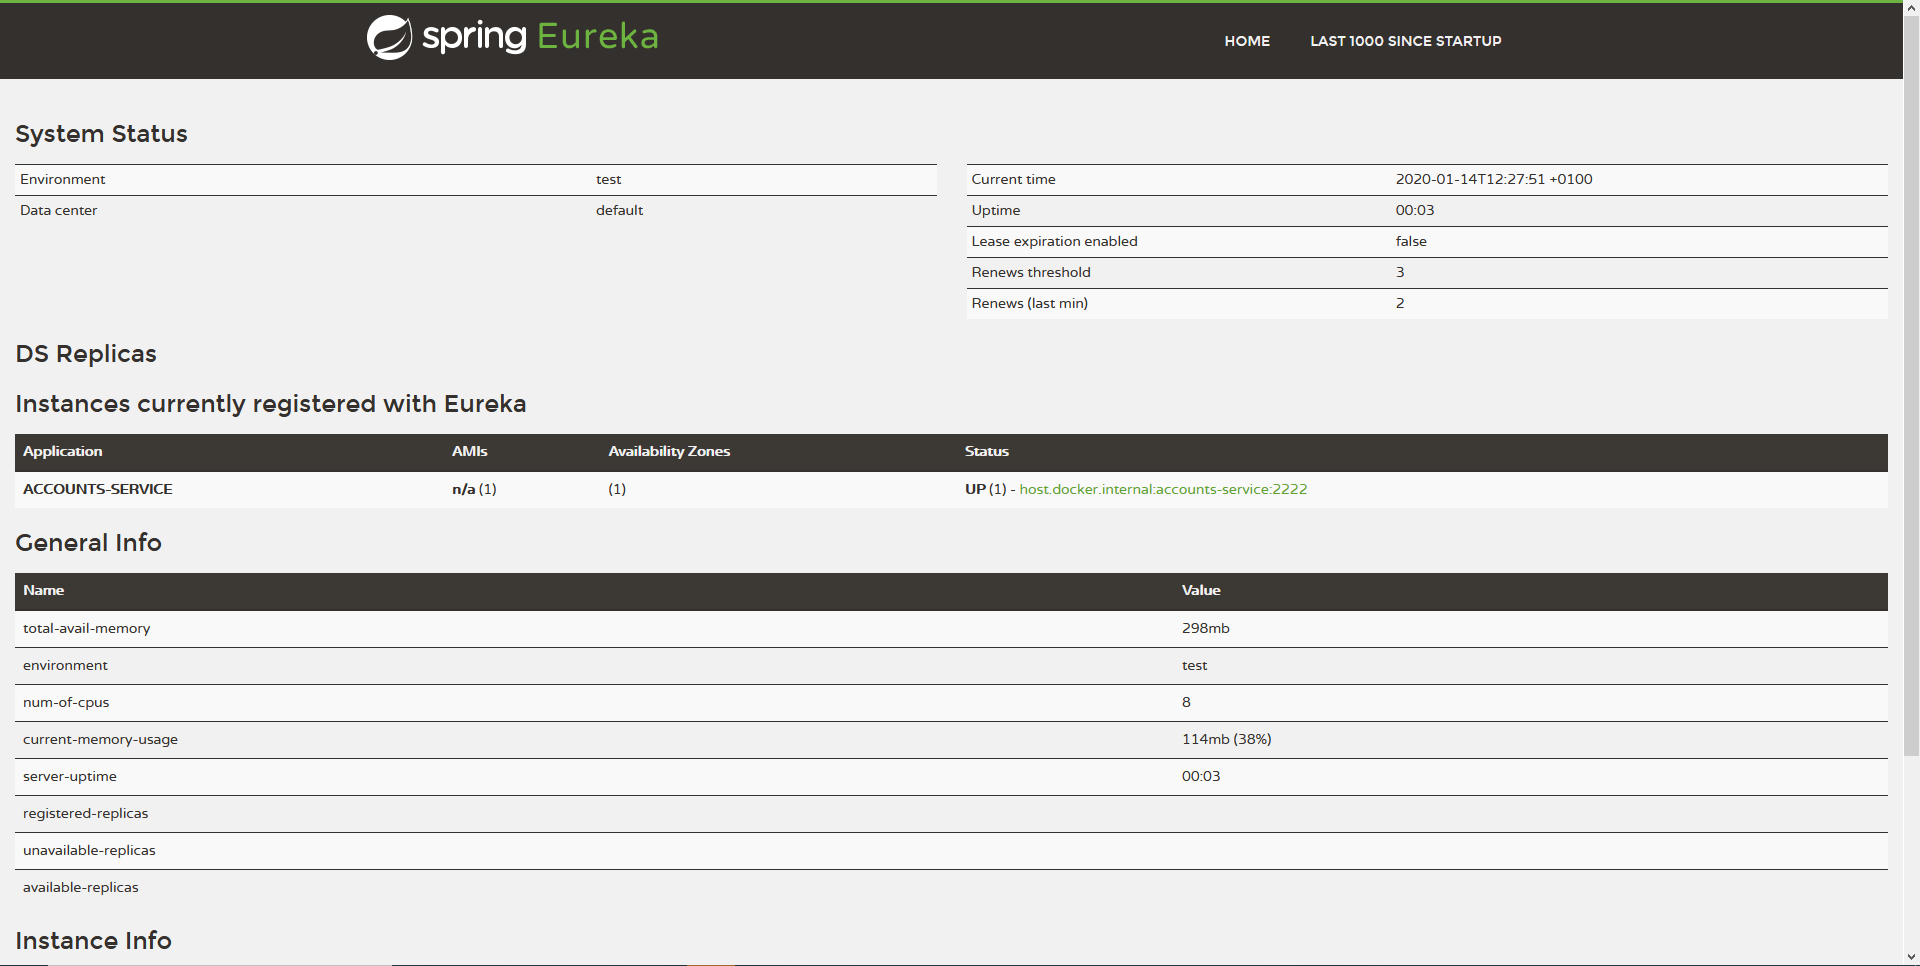 spring Eureka
HOME LAST 1000 SINCE STARTUP
System Status
Environment test
Data center default
Current time 2020-01-14T12:27:51 +0100
Uptime 00:03
Lease expiration enabled false
Renews threshold 3
Renews (last min) 2
DS Replicas
Instances currently registered with Eureka
Application AMIs Availability Zones Status
ACCOUNTS-SERVICE n/a (1) (1) UP (1) - host.docker.internal:accounts-service:2222
General Info
Name Value
total-avail-memory 298mb
environment test
num-of-cpus 8
current-memory-usage 114mb (38%)
server-uptime 00:03
registered-replicas
unavailable-replicas
available-replicas
Instance Info